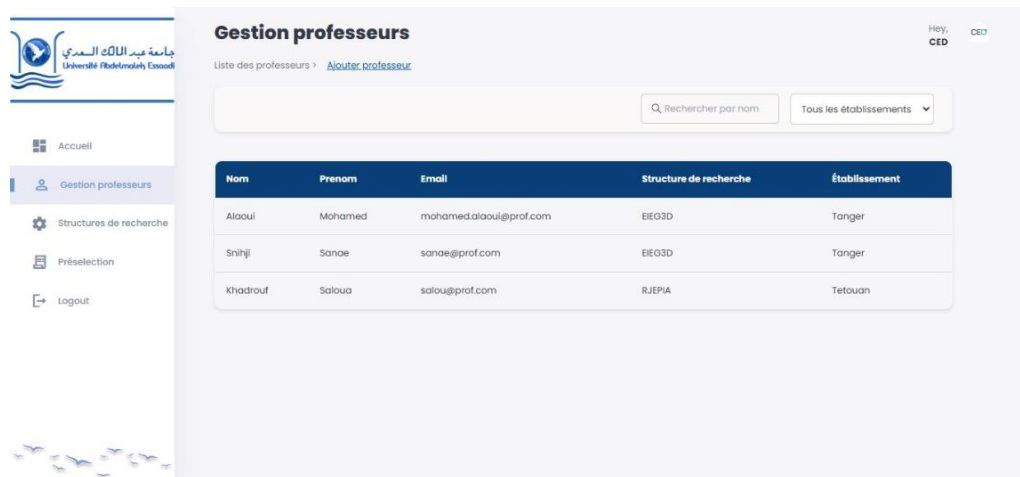 جامعة عبد المالك السعدي
Université Abdelmalek Essaadi
Accueil
Gestion professeurs
Structures de recherche
Préselection
Logout
Gestion professeurs
Hey,
CED
CED
Liste des professeurs > Ajouter professeur
Rechercher par nom
Tous les établissements
Nom Prenom Email Structure de recherche Établissement
Alaoui Mohamed mohamed.alaoui@prof.com EIEG3D Tanger
Snihji Sanae sanae@prof.com EIEG3D Tanger
Khadrouf Saloua salou@prof.com RJEPIA Tetouan